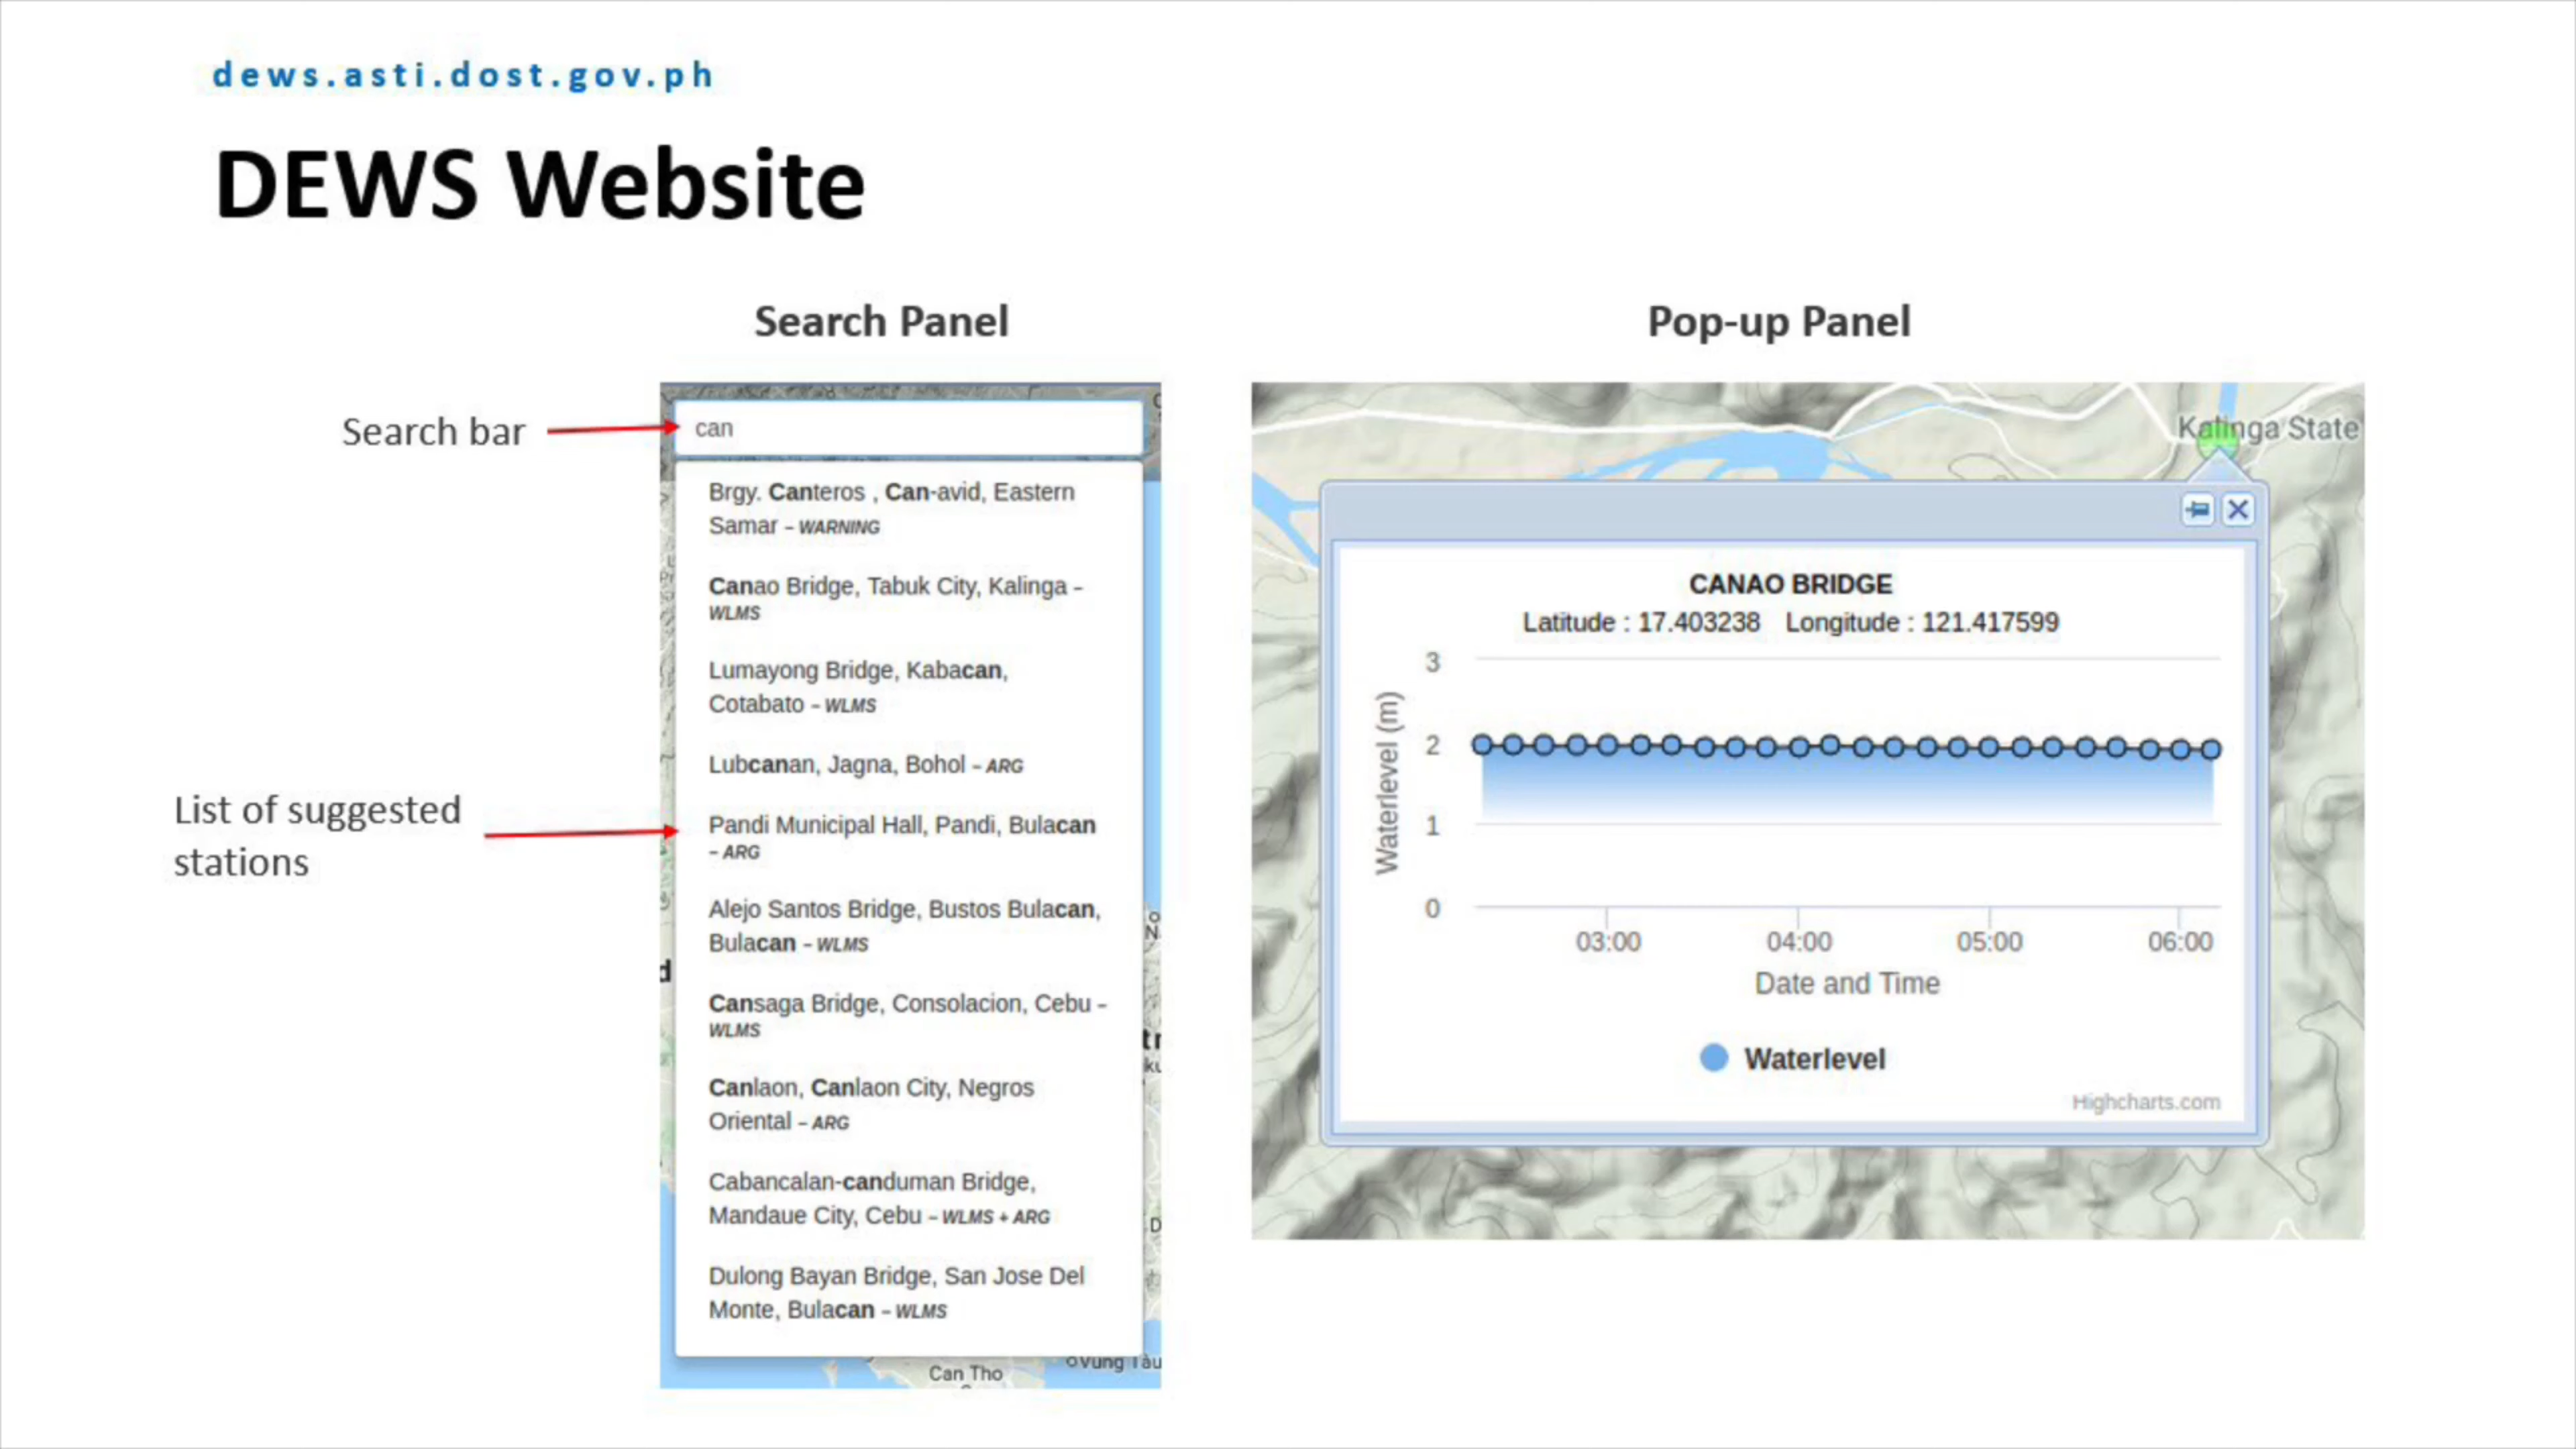 dews.asti.dost.gov.ph
DEWS Website
Search Panel
Search bar
can
Brgy. Canteros , Can-avid, Eastern
Samar – WARNING
Canao Bridge, Tabuk City, Kalinga –
WLMS
Lumayong Bridge, Kabacan,
Cotabato – WLMS
Lubcanan, Jagna, Bohol – ARG
List of suggested
stations
Pandi Municipal Hall, Pandi, Bulacan
– ARG
Alejo Santos Bridge, Bustos Bulacan,
Bulacan – WLMS
Cansaga Bridge, Consolacion, Cebu –
WLMS
Canlaon, Canlaon City, Negros
Oriental – ARG
Cabancalan-canduman Bridge,
Mandaue City, Cebu – WLMS + ARG
Dulong Bayan Bridge, San Jose Del
Monte, Bulacan – WLMS
Can Tho
Vung Tau
Pop-up Panel
Kalinga State
CANAO BRIDGE
Latitude : 17.403238 Longitude : 121.417599
Waterlevel (m)
3
2
1
0
03:00 04:00 05:00 06:00
Date and Time
Waterlevel
Highcharts.com